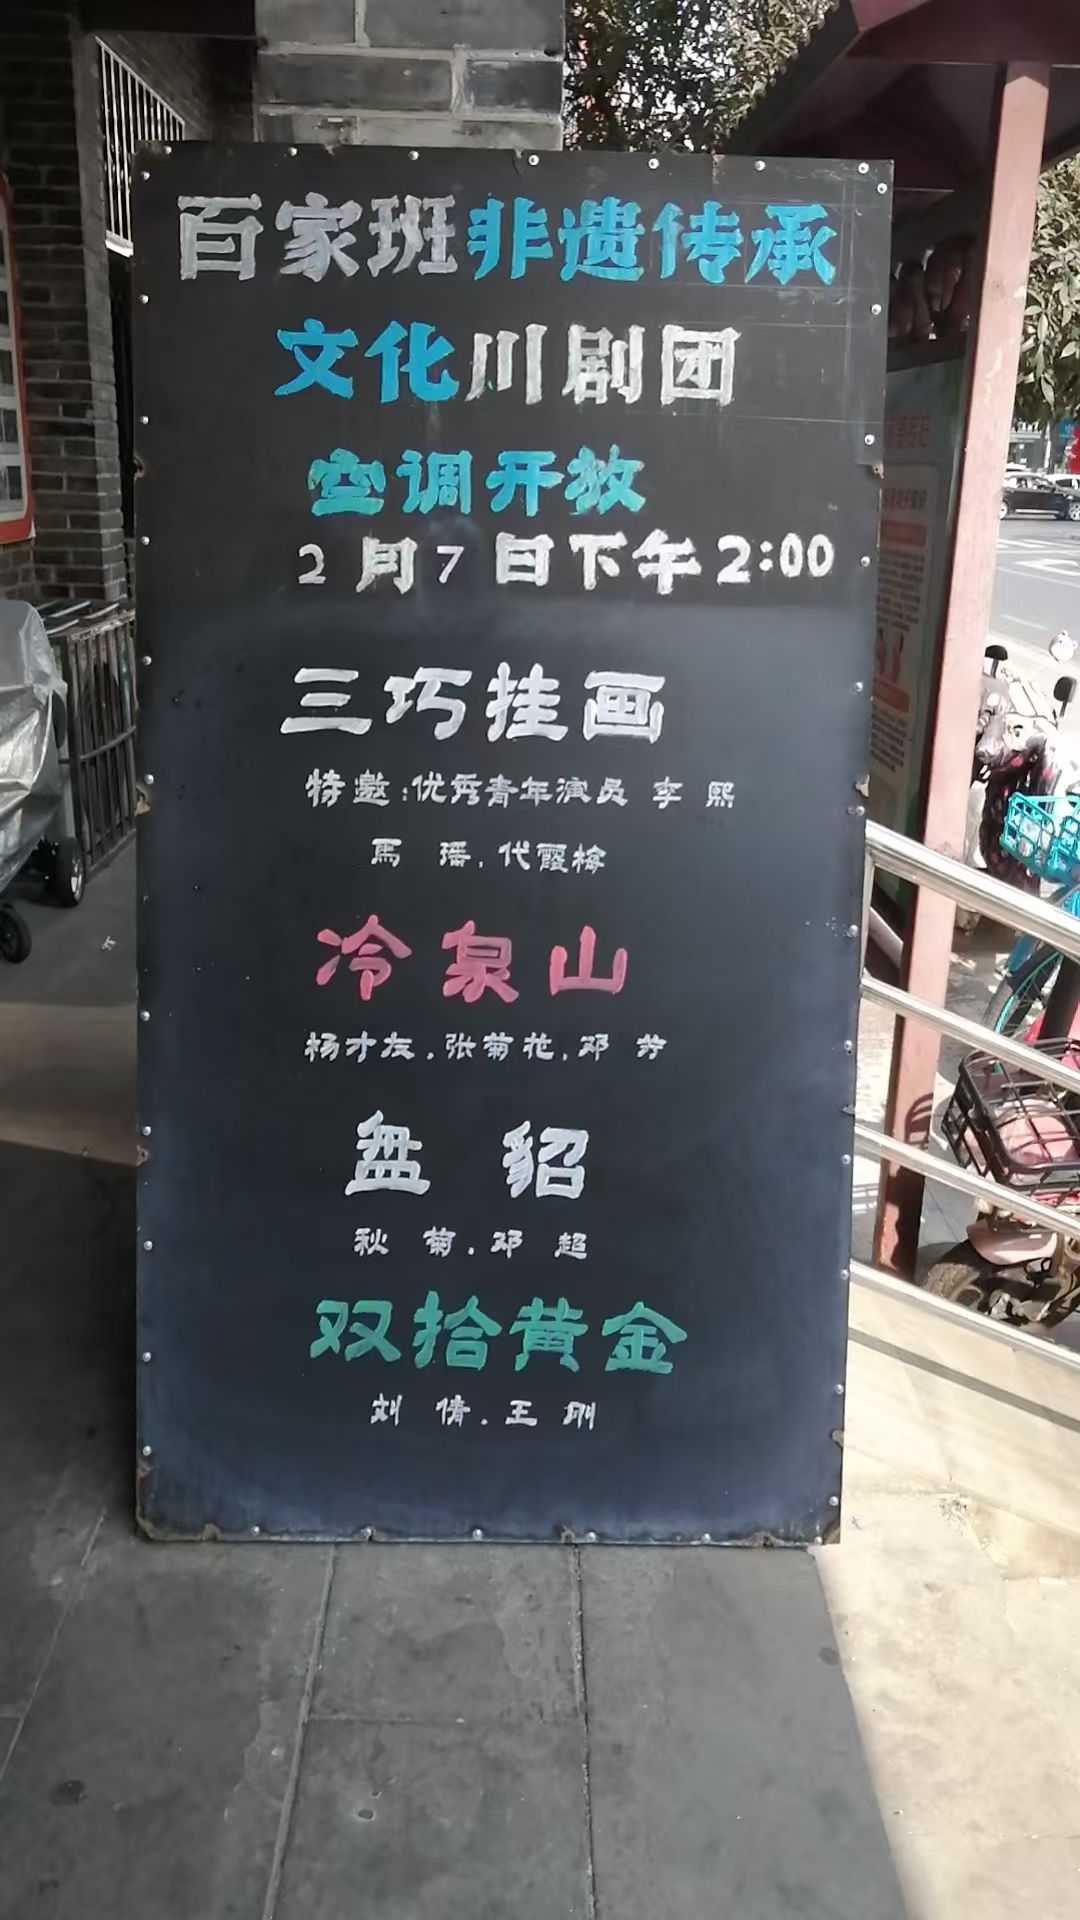 百家班非遗传承
文化川剧团
空调开放
2月7日下午2:00
三巧挂画
特邀:优秀青年演员 李 熙
馬 瑶.代霞梅
冷泉山
杨才友.张菊花.邓 芳
盘 貂
秋 菊.邓 超
双拾黄金
刘 倩.王 刚